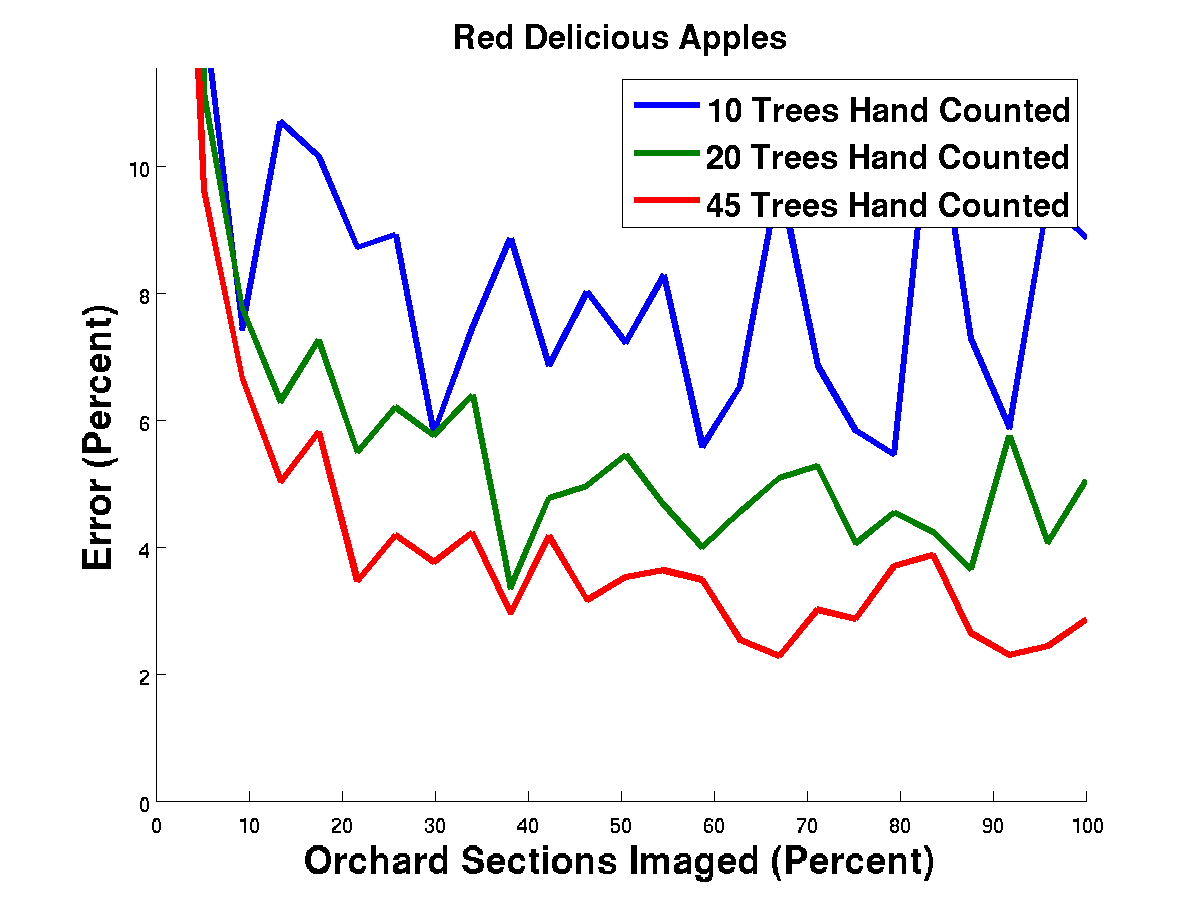 Red Delicious Apples
10 Trees Hand Counted
20 Trees Hand Counted
45 Trees Hand Counted
Error (Percent)
10
8
6
4
2
0
0 10 20 30 40 50 60 70 80 90 100
Orchard Sections Imaged (Percent)